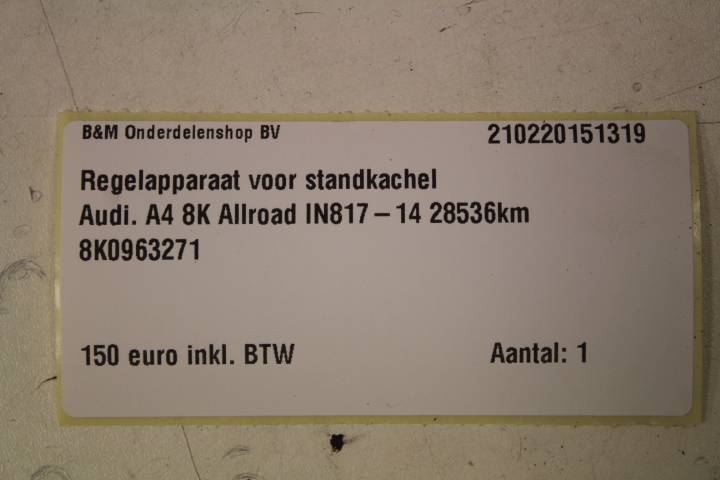 B&M Onderdelenshop BV 210220151319
Regelapparaat voor standkachel
Audi. A4 8K Allroad IN817 – 14 28536km
8K0963271
150 euro inkl. BTW Aantal: 1